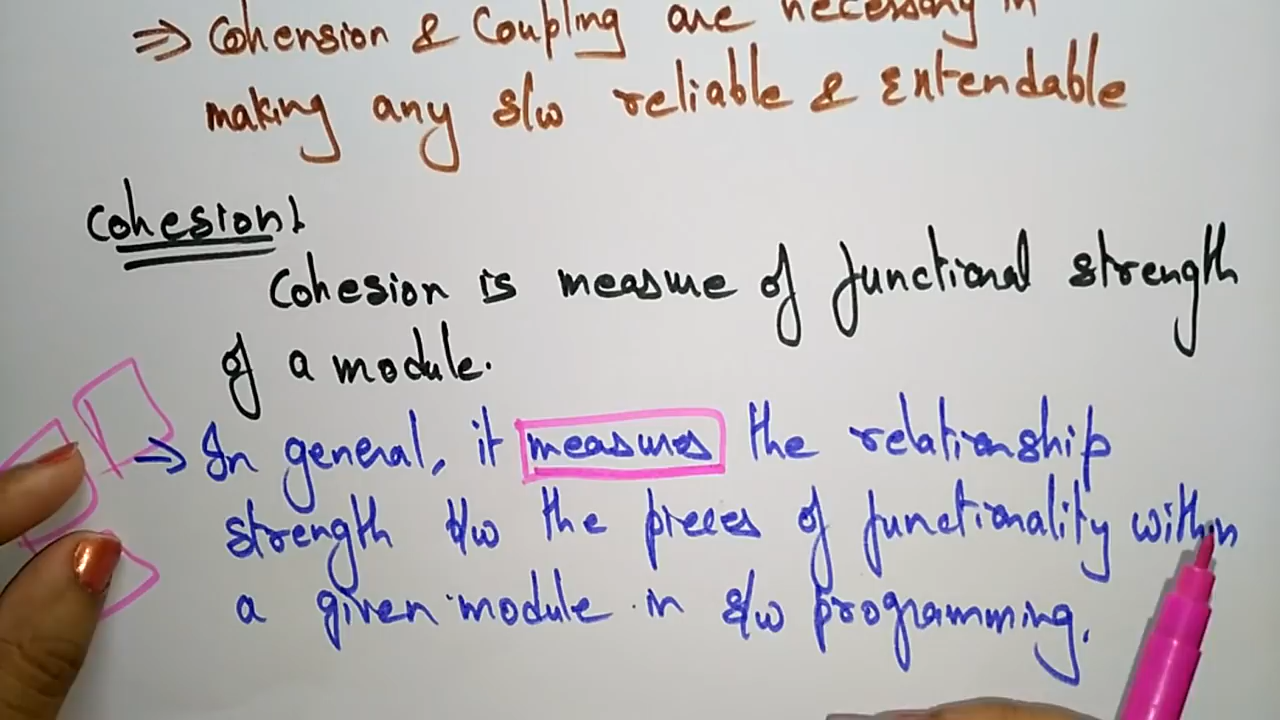 ⇒ Cohension & Coupling are necessary in
making any s/w reliable & Extendable
Cohesion:
Cohesion is measure of functional strength
of a module.
→ In general, it measures the relationship
strength b/w the pieces of functionality within
a given module in s/w programming.